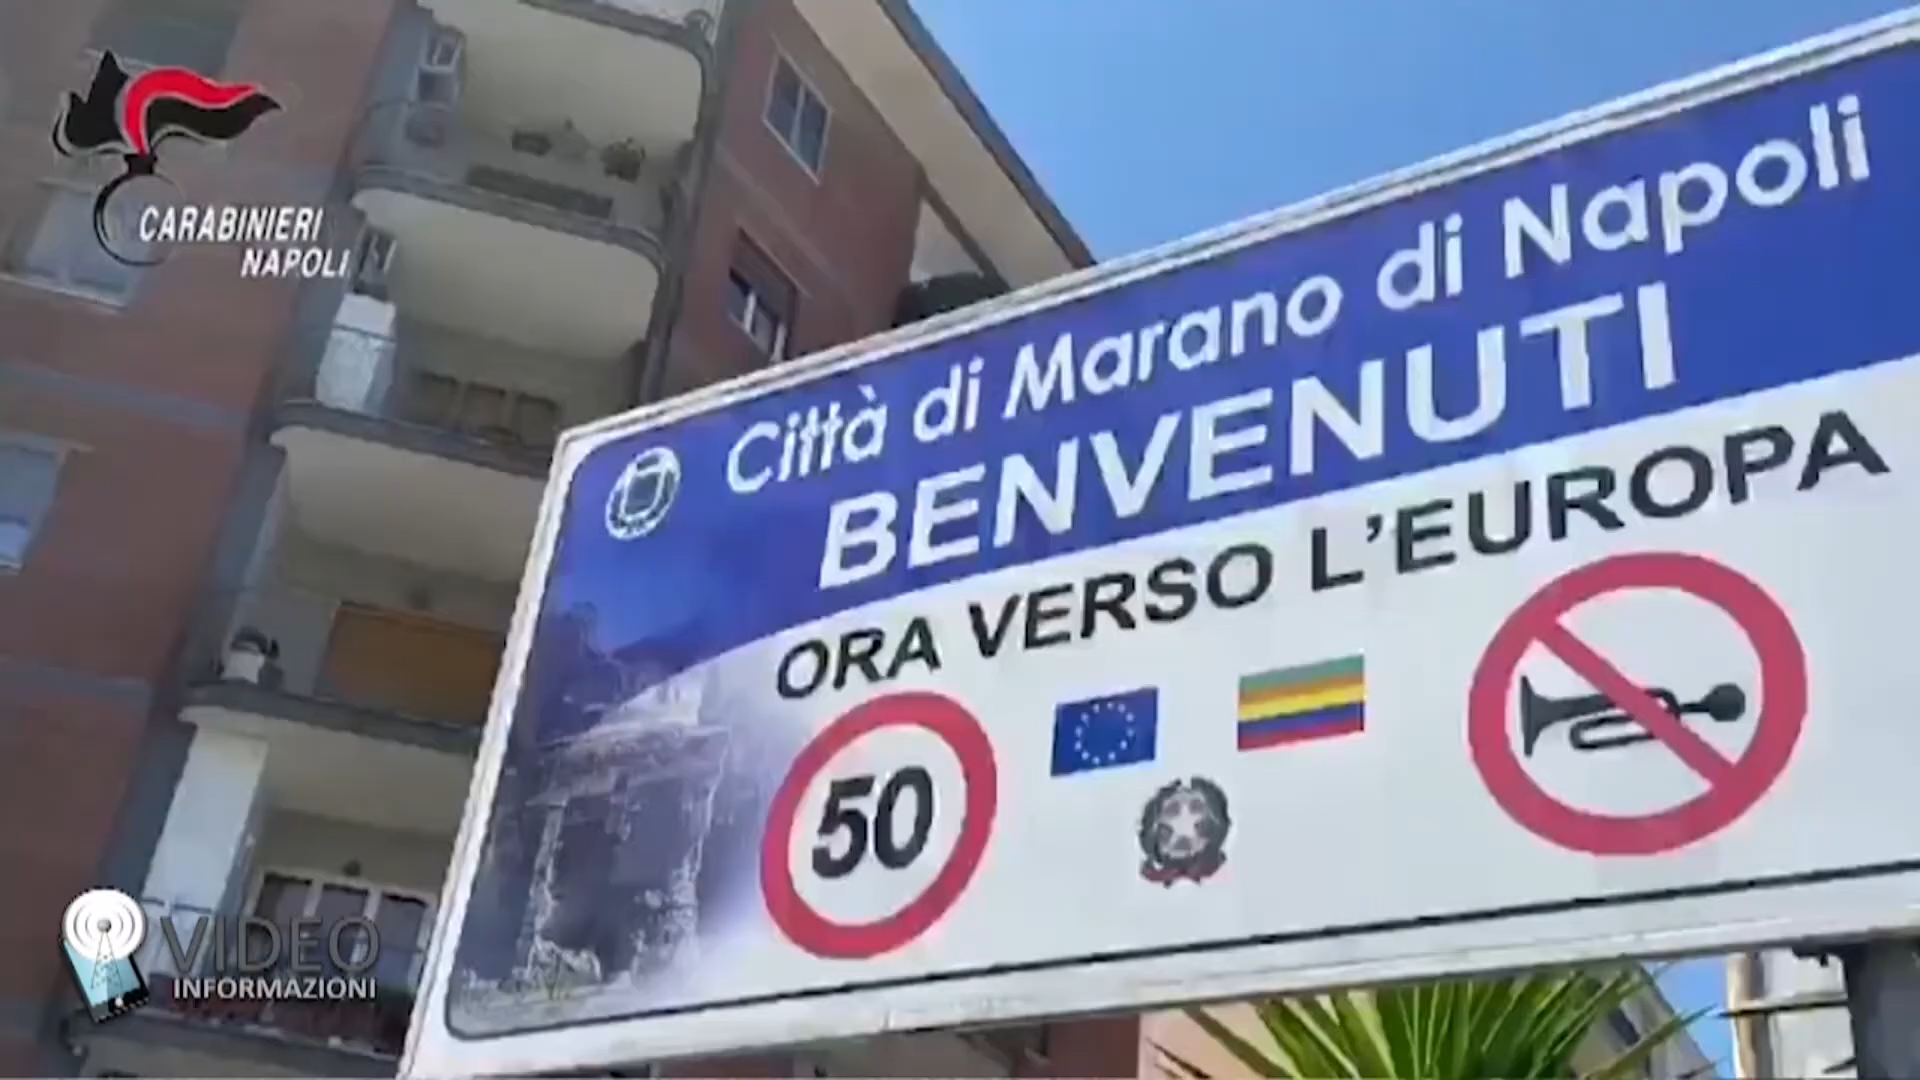 CARABINIERI
NAPOLI
Città di Marano di Napoli
BENVENUTI
ORA VERSO L'EUROPA
50
VIDEO
INFORMAZIONI